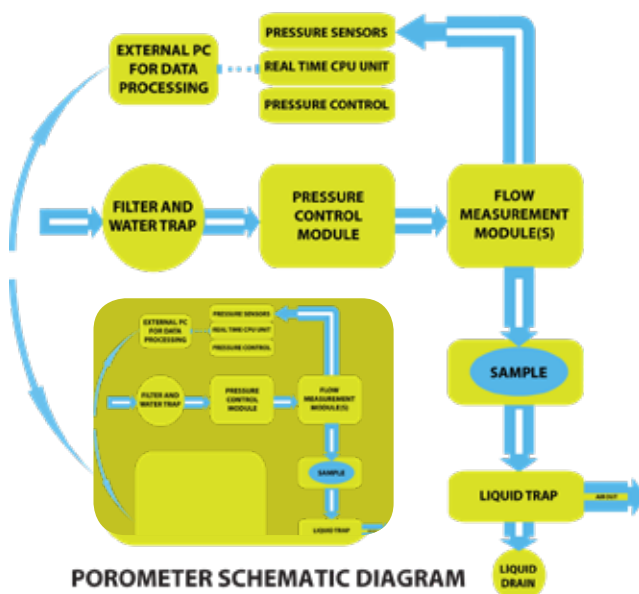 PRESSURE SENSORS
EXTERNAL PC
FOR DATA
PROCESSING
REAL TIME CPU UNIT
PRESSURE CONTROL
FILTER AND
WATER TRAP
PRESSURE
CONTROL
MODULE
FLOW
MEASUREMENT
MODULE(S)
SAMPLE
LIQUID TRAP
AIR OUT
LIQUID
DRAIN
PRESSURE SENSORS
EXTERNAL PC
FOR DATA
PROCESSING
REAL TIME CPU UNIT
PRESSURE CONTROL
FILTER AND
WATER TRAP
PRESSURE
CONTROL
MODULE
FLOW
MEASUREMENT
MODULE(S)
SAMPLE
LIQUID TRAP
POROMETER SCHEMATIC DIAGRAM